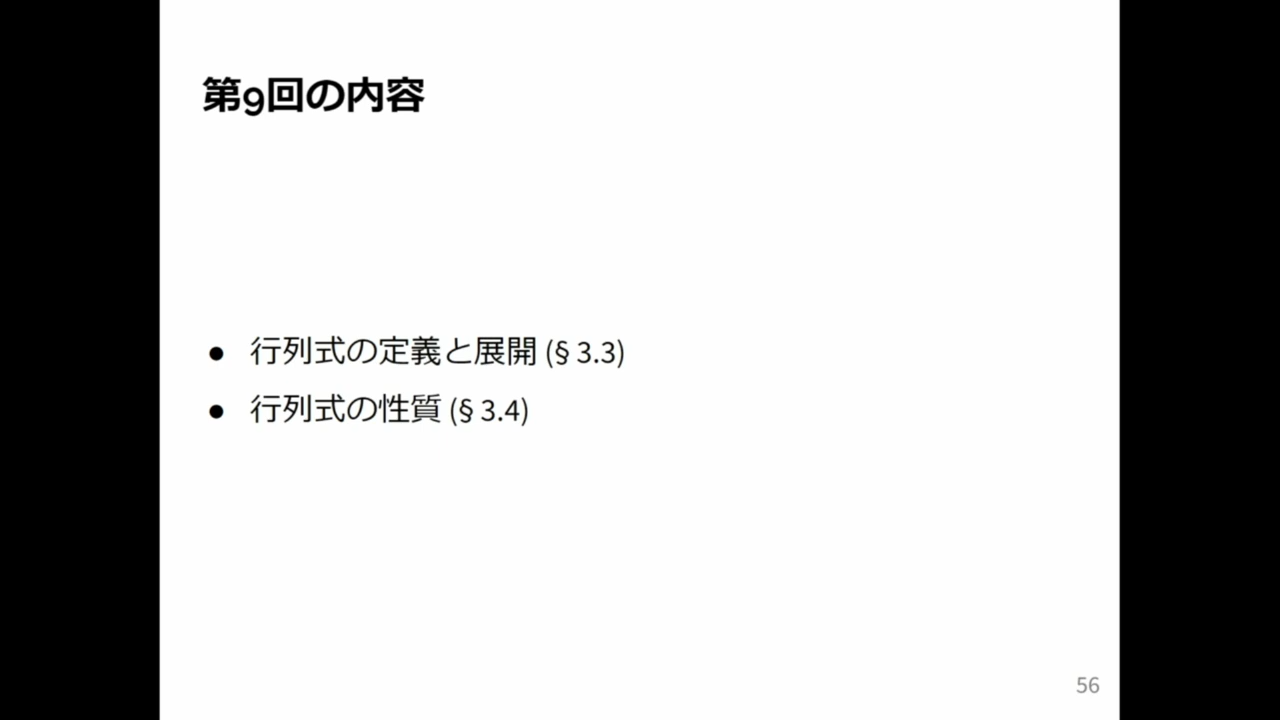 第9回の内容
● 行列式の定義と展開 (§ 3.3)
● 行列式の性質 (§ 3.4)
56